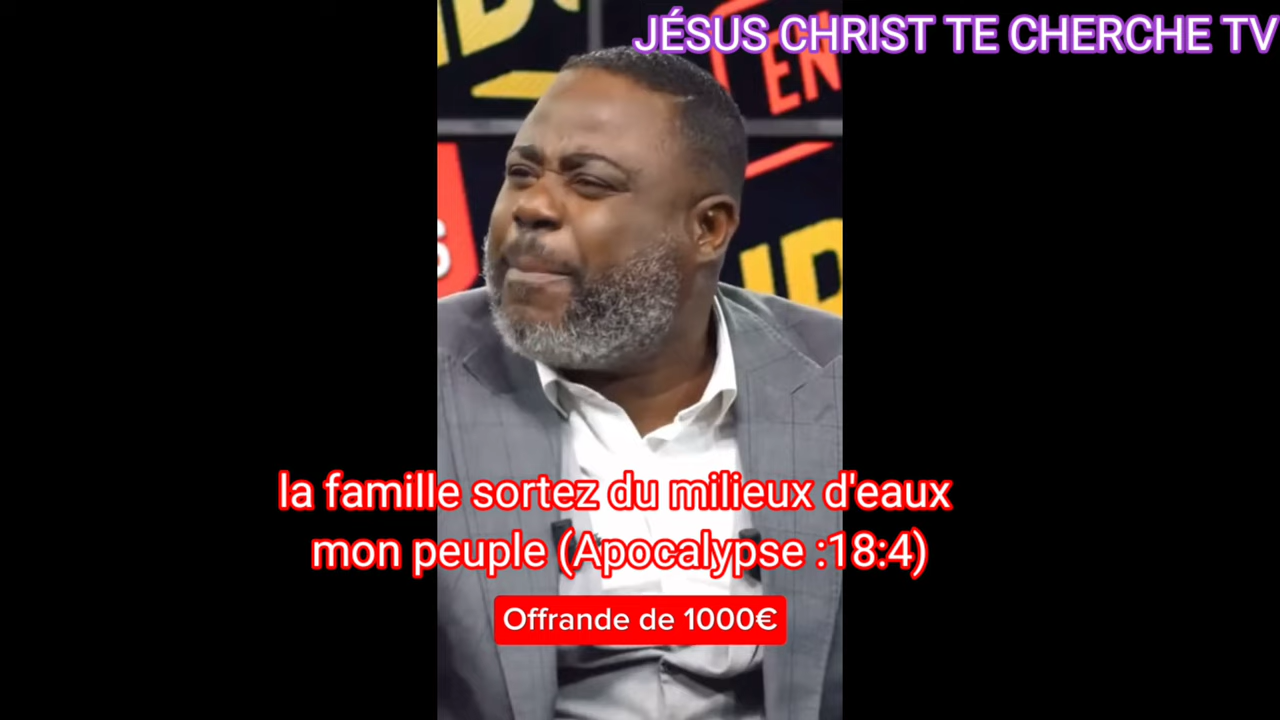 JÉSUS CHRIST TE CHERCHE TV
EN
la famille sortez du milieux d'eaux
mon peuple (Apocalypse :18:4)
Offrande de 1000€